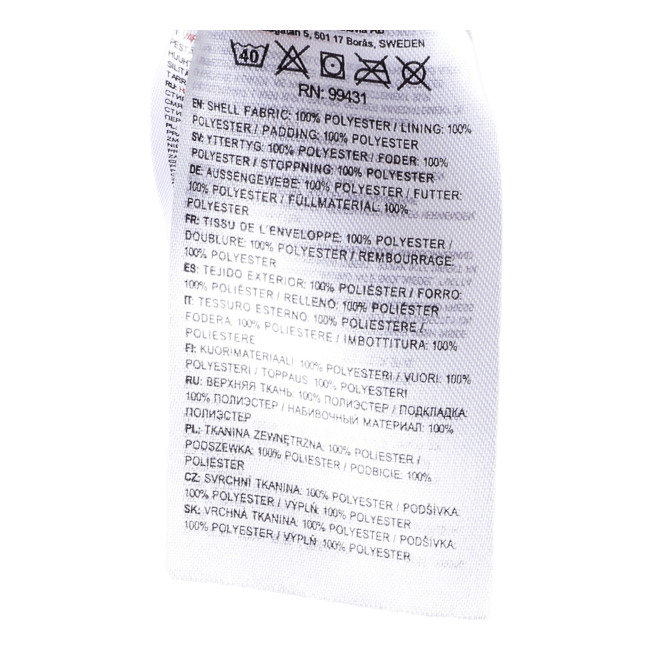 5, 501 17 Borås, SWEDEN
40
RN: 99431
EN: SHELL FABRIC: 100% POLYESTER / LINING: 100%
POLYESTER / PADDING: 100% POLYESTER
SV: YTTERTYG: 100% POLYESTER / FODER: 100%
POLYESTER / STOPPNING: 100% POLYESTER
DE: AUSSENGEWEBE: 100% POLYESTER / FUTTER:
100% POLYESTER / FÜLLMATERIAL: 100%
POLYESTER
FR: TISSU DE L'ENVELOPPE: 100% POLYESTER /
DOUBLURE: 100% POLYESTER / REMBOURRAGE:
100% POLYESTER
ES: TEJIDO EXTERIOR: 100% POLIÉSTER / FORRO:
100% POLIÉSTER / RELLENO: 100% POLIÉSTER
IT: TESSURO ESTERNO: 100% POLIESTERE /
FODERA: 100% POLIESTERE / IMBOTTITURA: 100%
POLIESTERE
FI: KUORIMATERIAALI: 100% POLYESTERI / VUORI: 100%
POLYESTERI / TOPPAUS: 100% POLYESTERI
RU: ВЕРХНЯЯ ТКАНЬ: 100% ПОЛИЭСТЕР / ПОДКЛАДКА:
100% ПОЛИЭСТЕР / НАБИВОЧНЫЙ МАТЕРИАЛ: 100%
ПОЛИЭСТЕР
PL: TKANINA ZEWNĘTRZNA: 100% POLIESTER /
PODSZEWKA: 100% POLIESTER / PODBICIE: 100%
POLIESTER
CZ: SVRCHNÍ TKANINA: 100% POLYESTER / PODŠÍVKA:
100% POLYESTER / VÝPLŇ: 100% POLYESTER
SK: VRCHNÁ TKANINA: 100% POLYESTER / PODŠÍVKA:
100% POLYESTER / VÝPLŇ: 100% POLYESTER